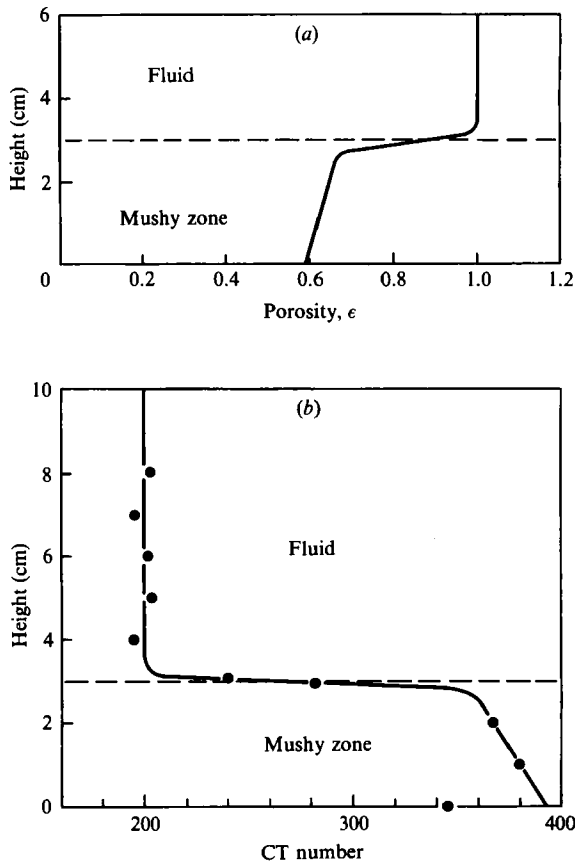 6
(a)
Fluid
4
Height (cm)
2
Mushy zone
0
0.2
0.4
0.6
0.8
1.0
1.2
Porosity, ϵ
10
(b)
8
Fluid
6
Height (cm)
4
2
Mushy zone
0
200
300
400
CT number